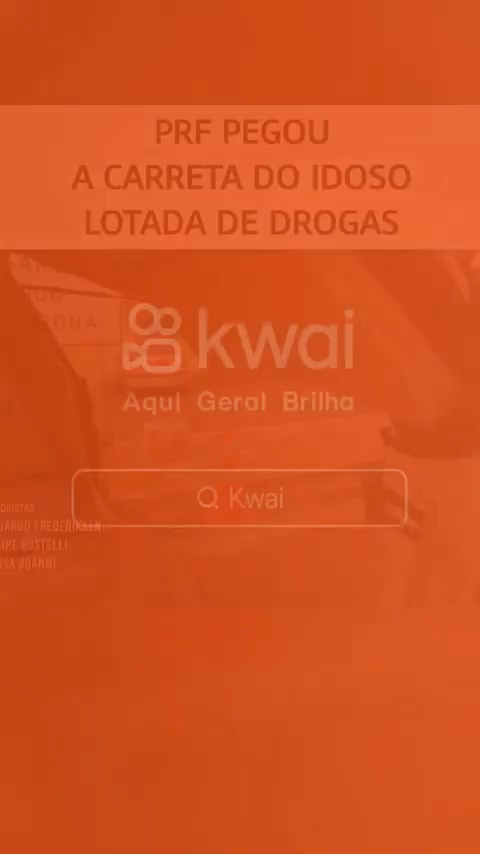 PRF PEGOU
A CARRETA DO IDOSO
LOTADA DE DROGAS
kwai
Aqui Geral Brilha
Kwai